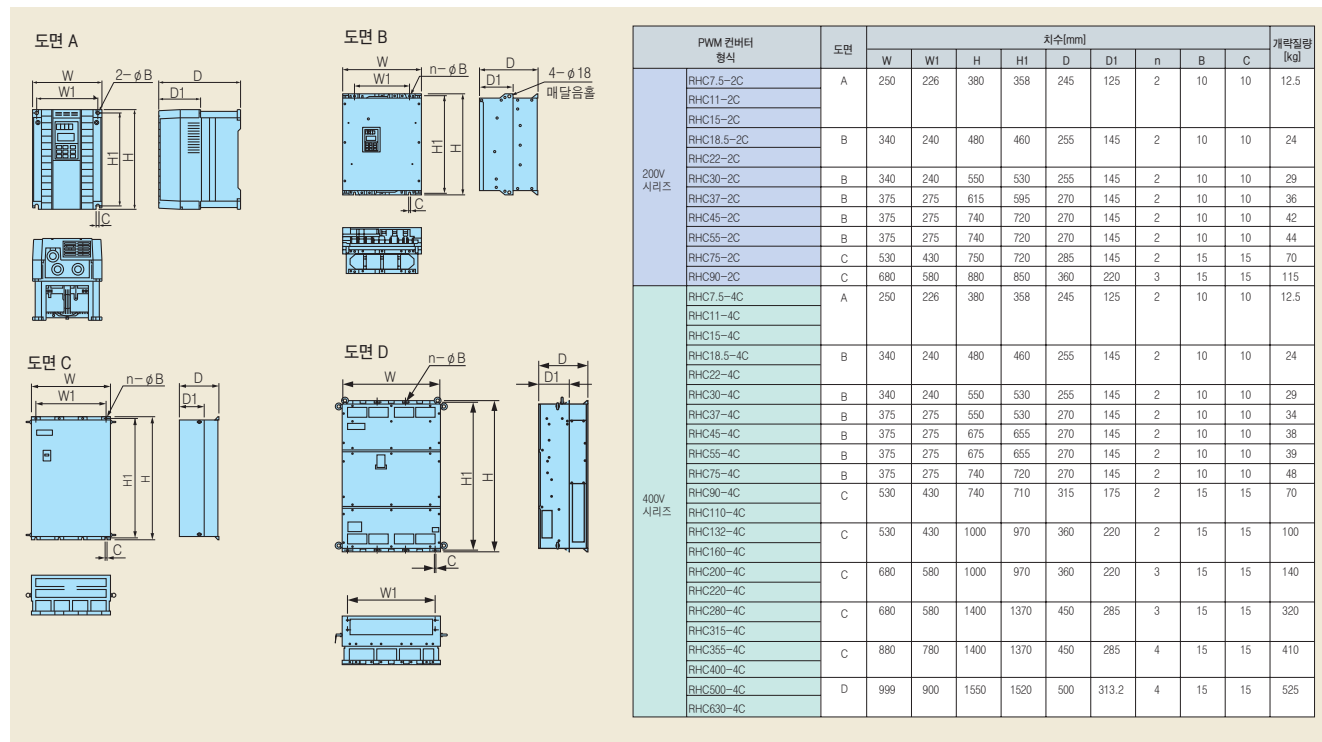 도면 A
W
W1
2-φB
D
D1
H1
H
C
도면 B
W
W1
n-φB
D
D1
4-φ18
매달음홀
H1
H
C
도면 C
W
W1
n-φB
D
D1
H1
H
C
도면 D
W
n-φB
D
D1
H1
H
C
W1
PWM 컨버터 형식 도면 치수[mm] 개략질량 [kg]
W W1 H H1 D D1 n B C
200V 시리즈
RHC7.5-2C A 250 226 380 358 245 125 2 10 10 12.5
RHC11-2C
RHC15-2C
RHC18.5-2C B 340 240 480 460 255 145 2 10 10 24
RHC22-2C
RHC30-2C B 340 240 550 530 255 145 2 10 10 29
RHC37-2C B 375 275 615 595 270 145 2 10 10 36
RHC45-2C B 375 275 740 720 270 145 2 10 10 42
RHC55-2C B 375 275 740 720 270 145 2 10 10 44
RHC75-2C C 530 430 750 720 285 145 2 15 15 70
RHC90-2C C 680 580 880 850 360 220 3 15 15 115
400V 시리즈
RHC7.5-4C A 250 226 380 358 245 125 2 10 10 12.5
RHC11-4C
RHC15-4C
RHC18.5-4C B 340 240 480 460 255 145 2 10 10 24
RHC22-4C
RHC30-4C B 340 240 550 530 255 145 2 10 10 29
RHC37-4C B 375 275 550 530 270 145 2 10 10 34
RHC45-4C B 375 275 675 655 270 145 2 10 10 38
RHC55-4C B 375 275 675 655 270 145 2 10 10 39
RHC75-4C B 375 275 740 720 270 145 2 10 10 48
RHC90-4C C 530 430 740 710 315 175 2 15 15 70
RHC110-4C
RHC132-4C C 530 430 1000 970 360 220 2 15 15 100
RHC160-4C
RHC200-4C C 680 580 1000 970 360 220 3 15 15 140
RHC220-4C
RHC280-4C C 680 580 1400 1370 450 285 3 15 15 320
RHC315-4C
RHC355-4C C 880 780 1400 1370 450 285 4 15 15 410
RHC400-4C
RHC500-4C D 999 900 1550 1520 500 313.2 4 15 15 525
RHC630-4C